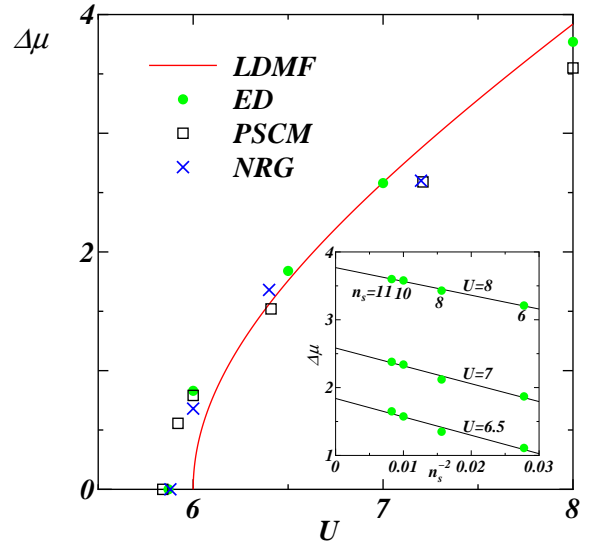 Δμ
4
LDMF
ED
PSCM
NRG
2
0
6
7
8
U
4
3
2
1
Δμ
n_s=11 10 8 6
U=8
U=7
U=6.5
0
0.01
0.02
0.03
n_s^-2